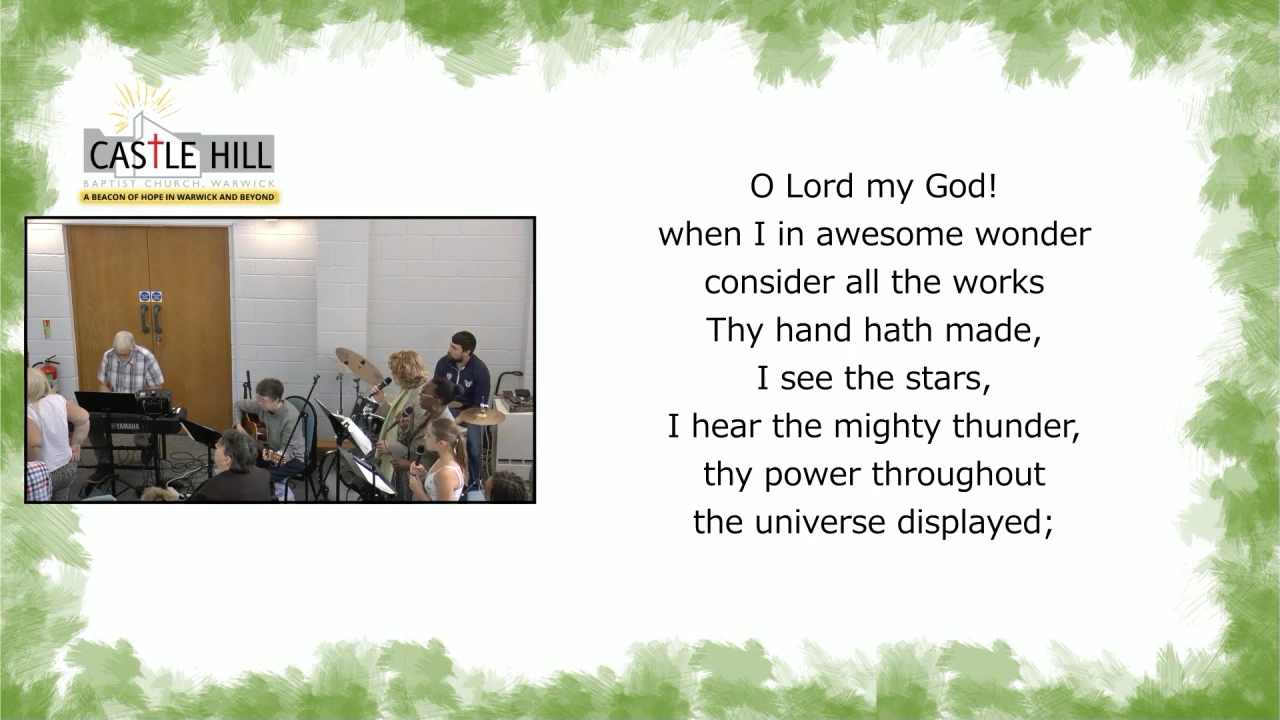 CASTLE HILL
BAPTIST CHURCH, WARWICK
A BEACON OF HOPE IN WARWICK AND BEYOND
YAMAHA
O Lord my God!
when I in awesome wonder
consider all the works
Thy hand hath made,
I see the stars,
I hear the mighty thunder,
thy power throughout
the universe displayed;